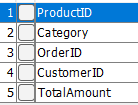 1 ProductID
2 Category
3 OrderID
4 CustomerID
5 TotalAmount